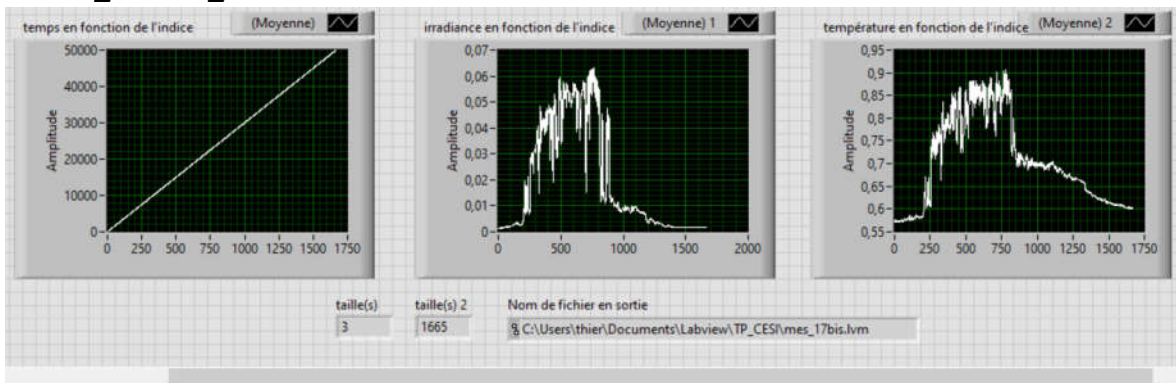 temps en fonction de l'indice
(Moyenne)
Amplitude
50000
40000
30000
20000
10000
0
0 250 500 750 1000 1250 1500 1750
irradiance en fonction de l'indice
(Moyenne) 1
Amplitude
0,07
0,06
0,05
0,04
0,03
0,02
0,01
0
0 500 1000 1500 2000
température en fonction de l'indice
(Moyenne) 2
Amplitude
0,95
0,9
0,85
0,8
0,75
0,7
0,65
0,6
0,55
0 250 500 750 1000 1250 1500 1750
taille(s)
3
taille(s) 2
1665
Nom de fichier en sortie
C:\Users\thier\Documents\Labview\TP_CESI\mes_17bis.lvm